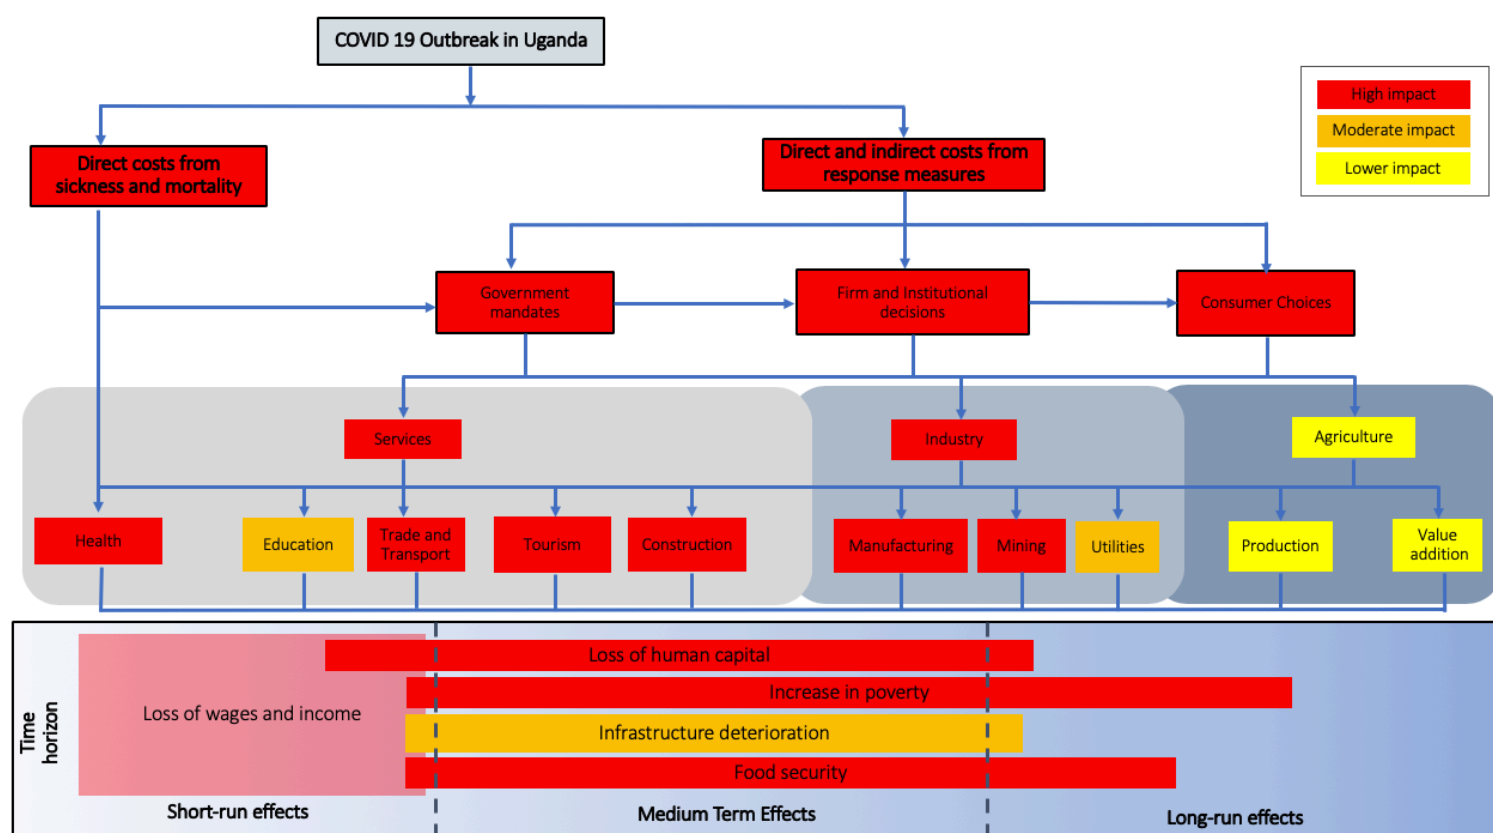 COVID 19 Outbreak in Uganda
High impact
Moderate impact
Lower impact
Direct costs from
sickness and mortality
Direct and indirect costs from
response measures
Government
mandates
Firm and Institutional
decisions
Consumer Choices
Services
Industry
Agriculture
Health
Education
Trade and
Transport
Tourism
Construction
Manufacturing
Mining
Utilities
Production
Value
addition
Time
horizon
Loss of wages and income
Loss of human capital
Increase in poverty
Infrastructure deterioration
Food security
Short-run effects
Medium Term Effects
Long-run effects